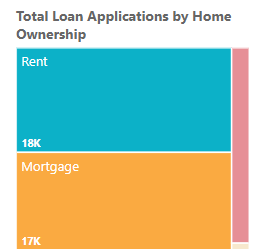 Total Loan Applications by Home
Ownership
Rent
18K
Mortgage
17K